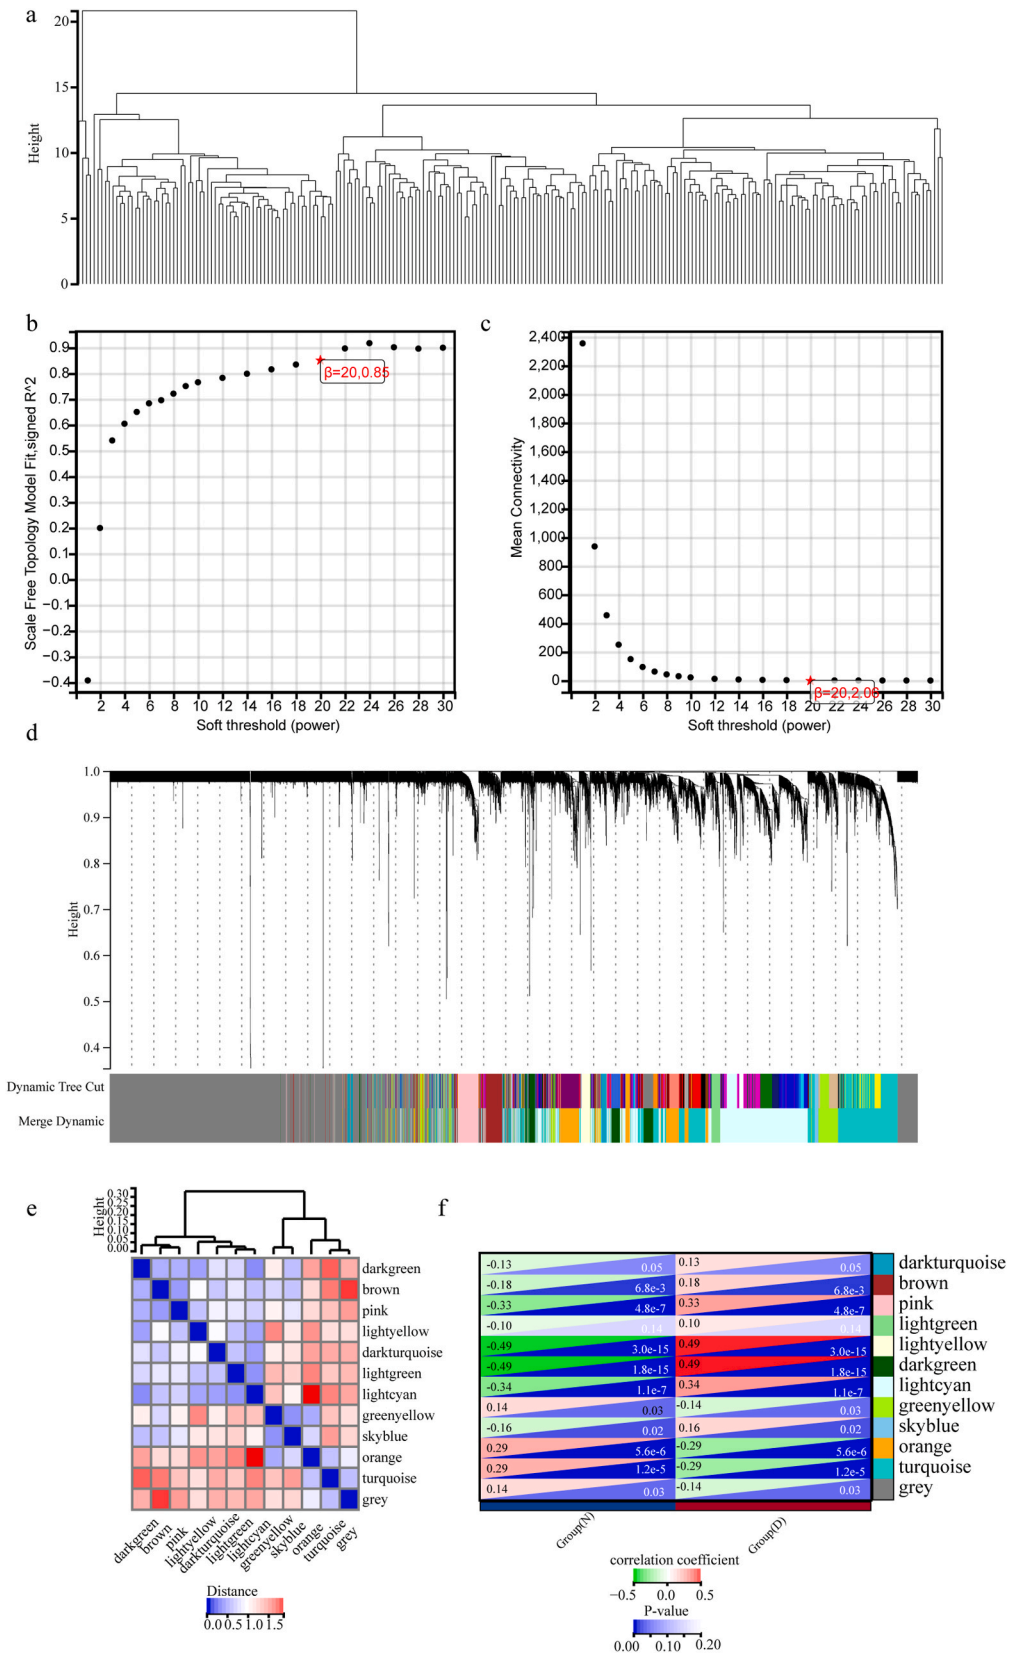 a
20
15
10
5
0
Height
b
0.9
0.8
0.7
0.6
0.5
0.4
0.3
0.2
0.1
0.0
−0.1
−0.2
−0.3
−0.4
Scale Free Topology Model Fit,signed R^2
β=20,0.85
2 4 6 8 10 12 14 16 18 20 22 24 26 28 30
Soft threshold (power)
c
2,400
2,200
2,000
1,800
1,600
1,400
1,200
1,000
800
600
400
200
0
Mean Connectivity
β=20,2.06
2 4 6 8 10 12 14 16 18 20 22 24 26 28 30
Soft threshold (power)
d
1.0
0.9
0.8
0.7
0.6
0.5
0.4
Height
Dynamic Tree Cut
Merge Dynamic
e
0.30
0.25
0.20
0.15
0.10
0.05
0.00
Height
darkgreen
brown
pink
lightyellow
darkturquoise
lightgreen
lightcyan
greenyellow
skyblue
orange
turquoise
grey
darkgreen
brown
pink
lightyellow
darkturquoise
lightgreen
lightcyan
greenyellow
skyblue
orange
turquoise
grey
Distance
0.0 0.5 1.0 1.5
f
-0.13 0.05 0.13 0.05 darkturquoise
-0.18 6.8e-3 0.18 6.8e-3 brown
-0.33 4.8e-7 0.33 4.8e-7 pink
-0.10 0.14 0.10 0.14 lightgreen
-0.49 3.0e-15 0.49 3.0e-15 lightyellow
-0.49 1.8e-15 0.49 1.8e-15 darkgreen
-0.34 1.1e-7 0.34 1.1e-7 lightcyan
0.14 0.03 -0.14 0.03 greenyellow
-0.16 0.02 0.16 0.02 skyblue
0.29 5.6e-6 -0.29 5.6e-6 orange
0.29 1.2e-5 -0.29 1.2e-5 turquoise
0.14 0.03 -0.14 0.03 grey
Group(N) Group(D)
correlation coefficient
−0.5 0.0 0.5
P-value
0.00 0.10 0.20